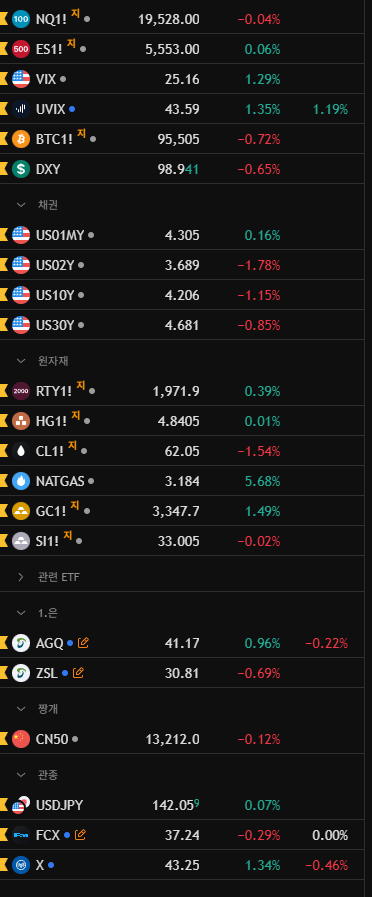 100 NQ1! 지 19,528.00 −0.04%
500 ES1! 지 5,553.00 0.06%
VIX 25.16 1.29%
UVIX 43.59 1.35% 1.19%
BTC1! 지 95,505 −0.72%
$ DXY 98.941 −0.65%
채권
US01MY 4.305 0.16%
US02Y 3.689 −1.78%
US10Y 4.206 −1.15%
US30Y 4.681 −0.85%
원자재
2000 RTY1! 지 1,971.9 0.39%
HG1! 지 4.8405 0.01%
CL1! 지 62.05 −1.54%
NATGAS 3.184 5.68%
GC1! 지 3,347.7 1.49%
SI1! 지 33.005 −0.02%
관련 ETF
1.은
AGQ 41.17 0.96% −0.22%
ZSL 30.81 −0.69%
짱개
CN50 13,212.0 −0.12%
관종
USDJPY 142.059 0.07%
FCX 37.24 −0.29% 0.00%
X 43.25 1.34% −0.46%